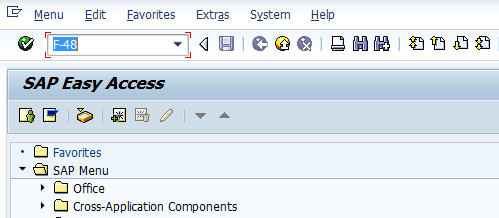 Menu Edit Favorites Extras System Help
F-48
SAP Easy Access
Favorites
SAP Menu
Office
Cross-Application Components